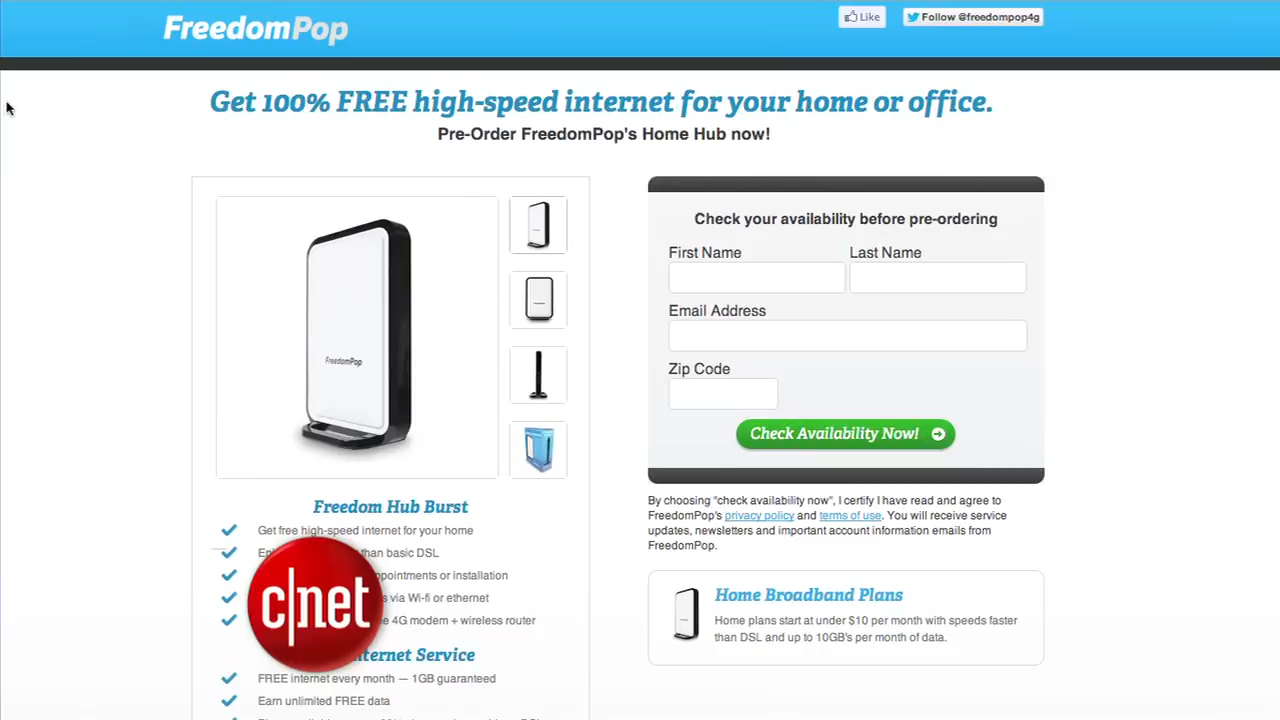 FreedomPop
Like
Follow @freedompop4g
Get 100% FREE high-speed internet for your home or office.
Pre-Order FreedomPop's Home Hub now!
FreedomPop
Freedom Hub Burst
Get free high-speed internet for your home
than basic DSL
appointments or installation
via Wi-fi or ethernet
4G modem + wireless router
c|net
Internet Service
FREE internet every month — 1GB guaranteed
Earn unlimited FREE data
Check your availability before pre-ordering
First Name
Last Name
Email Address
Zip Code
Check Availability Now!
By choosing "check availability now", I certify I have read and agree to
FreedomPop's privacy policy and terms of use. You will receive service
updates, newsletters and important account information emails from
FreedomPop.
Home Broadband Plans
Home plans start at under $10 per month with speeds faster
than DSL and up to 10GB's per month of data.